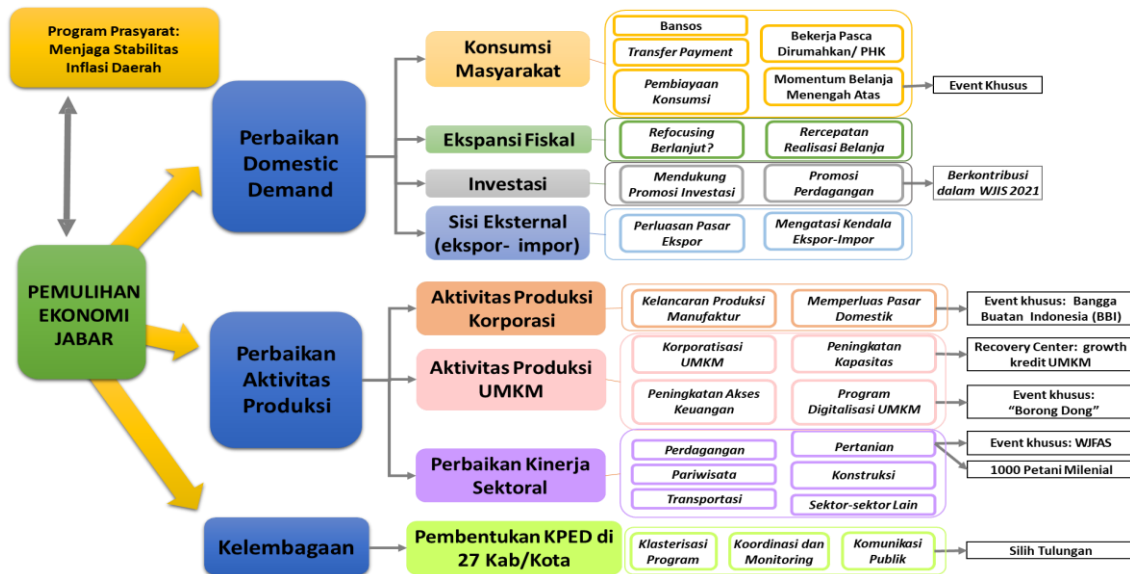 Program Prasyarat:
Menjaga Stabilitas
Inflasi Daerah
PEMULIHAN
EKONOMI
JABAR
Perbaikan
Domestic
Demand
Konsumsi
Masyarakat
Bansos
Transfer Payment
Pembiayaan
Konsumsi
Bekerja Pasca
Dirumahkan/ PHK
Momentum Belanja
Menengah Atas
Event Khusus
Ekspansi Fiskal
Refocusing
Berlanjut?
Rercepatan
Realisasi Belanja
Investasi
Mendukung
Promosi Investasi
Promosi
Perdagangan
Berkontribusi
dalam WJIS 2021
Sisi Eksternal
(ekspor- impor)
Perluasan Pasar
Ekspor
Mengatasi Kendala
Ekspor-Impor
Perbaikan
Aktivitas
Produksi
Aktivitas Produksi
Korporasi
Kelancaran Produksi
Manufaktur
Memperluas Pasar
Domestik
Event khusus: Bangga
Buatan Indonesia (BBI)
Aktivitas Produksi
UMKM
Korporatisasi
UMKM
Peningkatan
Kapasitas
Recovery Center: growth
kredit UMKM
Peningkatan Akses
Keuangan
Program
Digitalisasi UMKM
Event khusus:
“Borong Dong”
Perbaikan Kinerja
Sektoral
Perdagangan
Pariwisata
Transportasi
Pertanian
Konstruksi
Sektor-sektor Lain
Event khusus: WJFAS
1000 Petani Milenial
Kelembagaan
Pembentukan KPED di
27 Kab/Kota
Klasterisasi
Program
Koordinasi dan
Monitoring
Komunikasi
Publik
Silih Tulungan